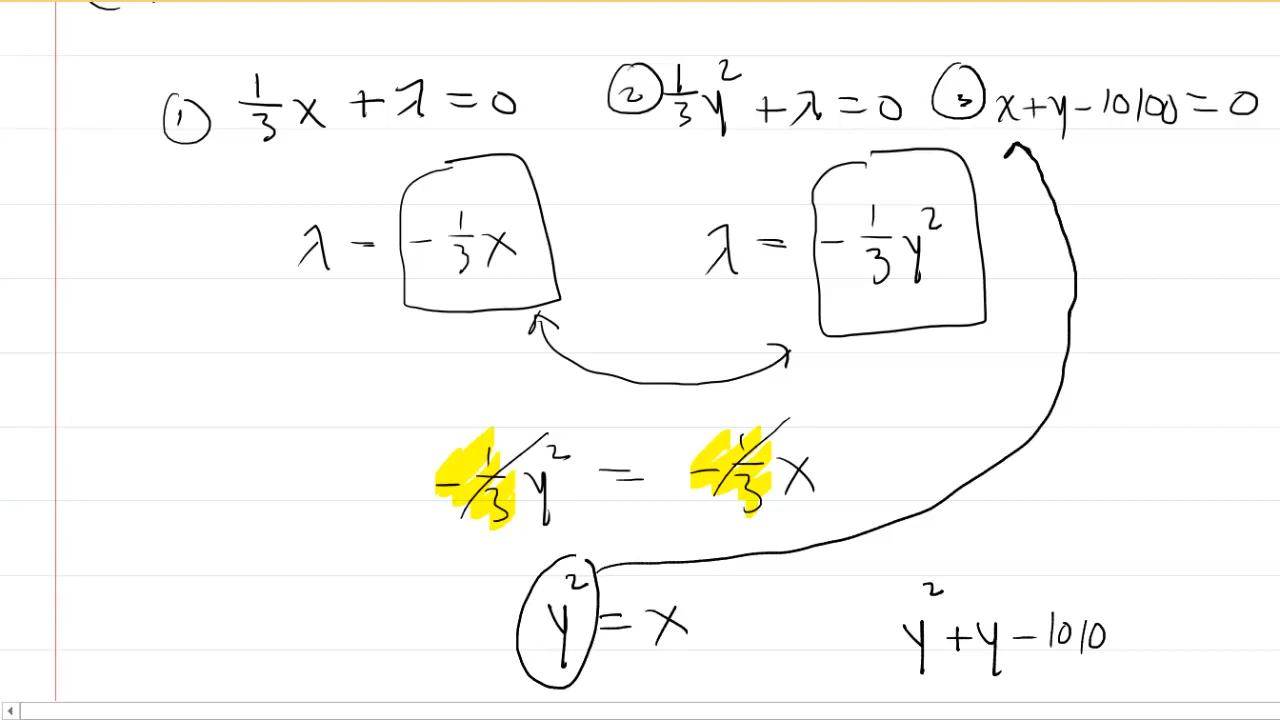 ① 1/3 x + λ = 0 ② 1/3 y² + λ = 0 ③ x + y - 10100 = 0
λ = - 1/3 x λ = - 1/3 y²
- 1/3 y² = - 1/3 x
y² = x y² + y - 1010